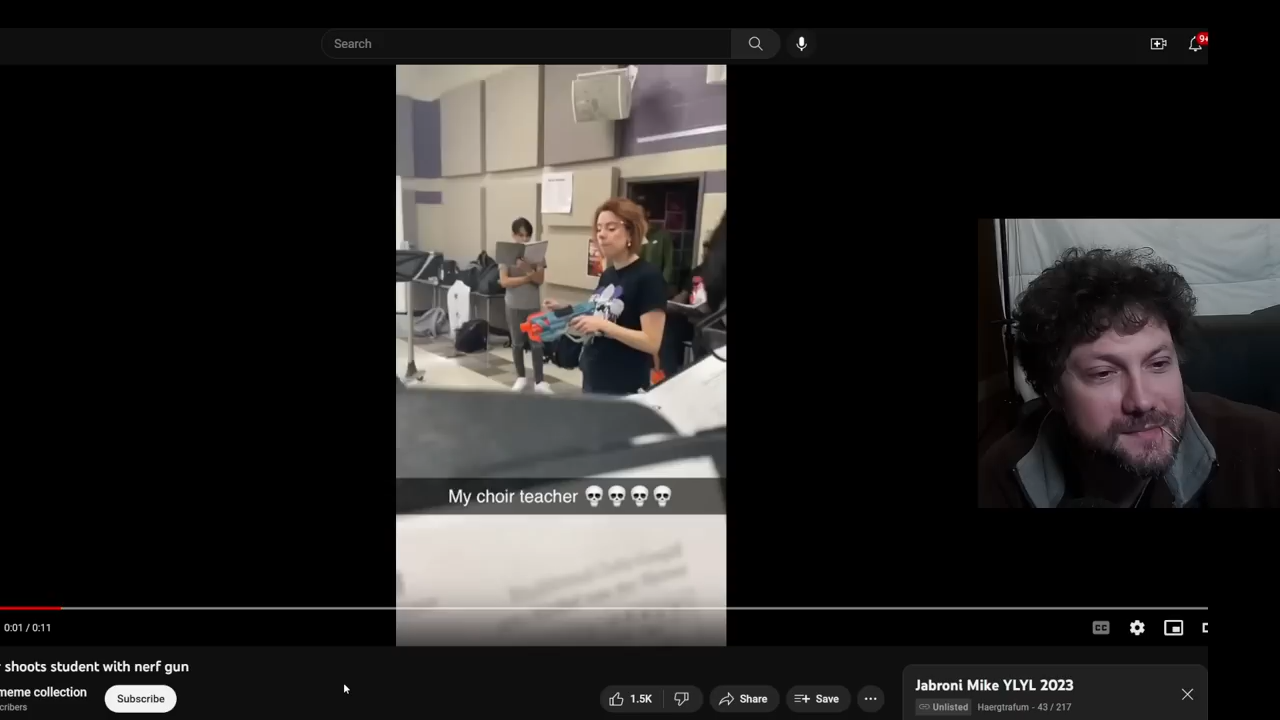 Search
9+
My choir teacher 💀💀💀💀
0:01 / 0:11
shoots student with nerf gun
meme collection
cribers
Subscribe
1.5K
Share
Save
Jabroni Mike YLYL 2023
Unlisted
Haergtrafum - 43 / 217